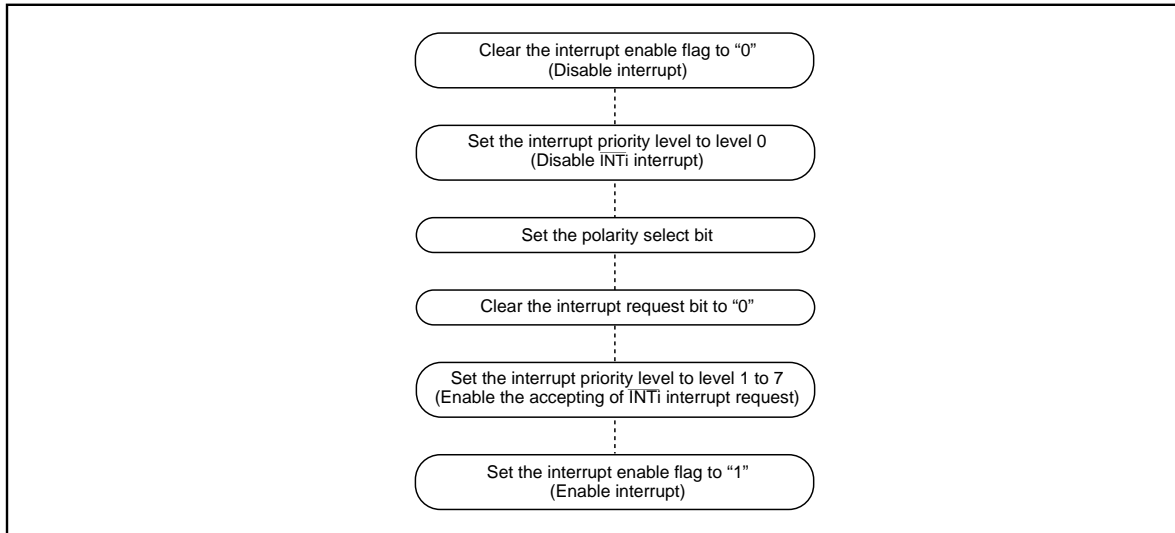 Clear the interrupt enable flag to “0”
(Disable interrupt)
Set the interrupt priority level to level 0
(Disable I̅N̅T̅i̅ interrupt)
Set the polarity select bit
Clear the interrupt request bit to “0”
Set the interrupt priority level to level 1 to 7
(Enable the accepting of I̅N̅T̅i̅ interrupt request)
Set the interrupt enable flag to “1”
(Enable interrupt)